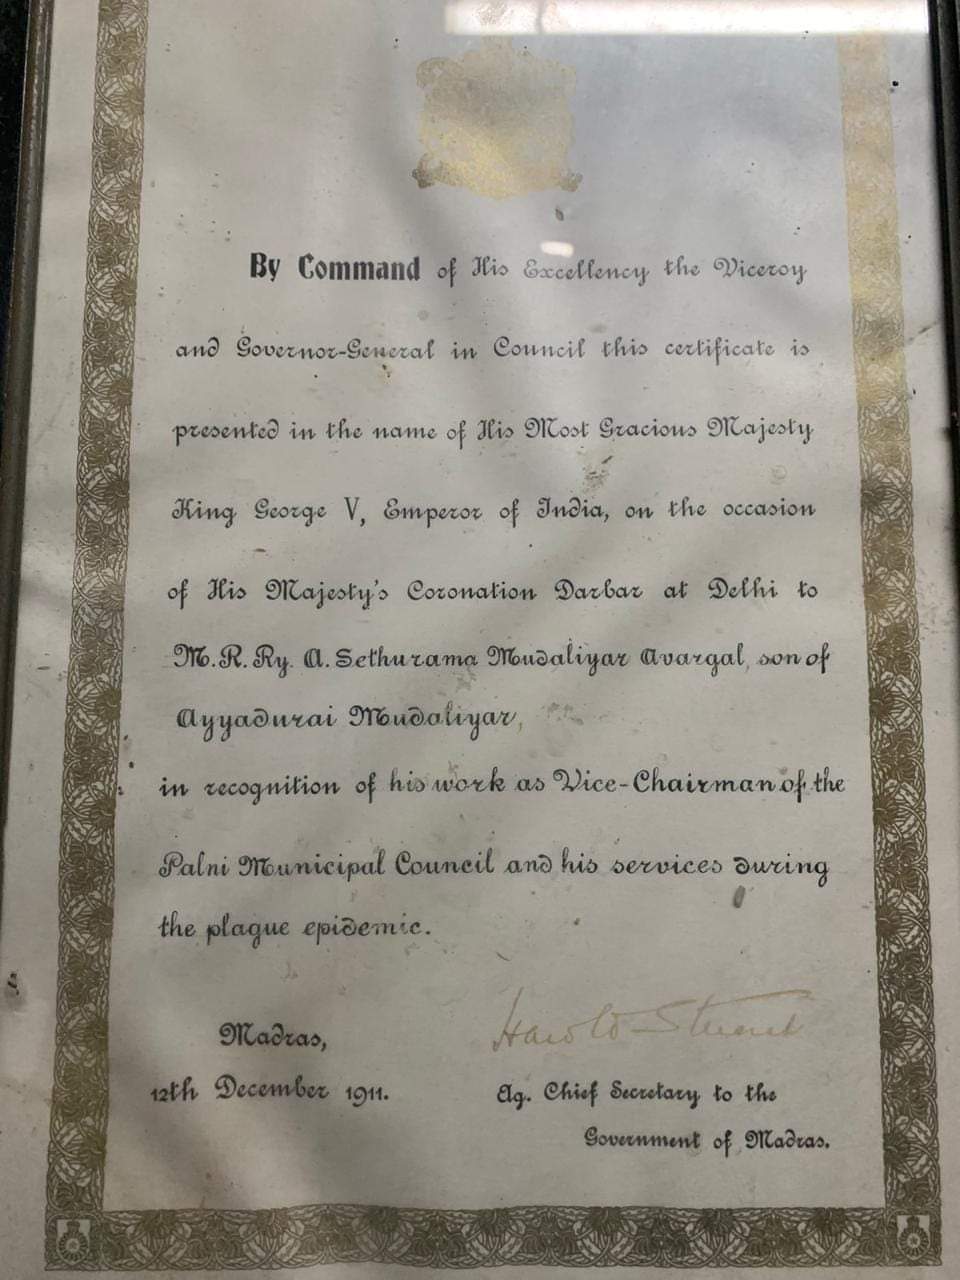 By Command of His Excellency the Viceroy
and Governor-General in Council this certificate is
presented in the name of His Most Gracious Majesty
King George V, Emperor of India, on the occasion
of His Majesty's Coronation Darbar at Delhi to
M.R.Ry. A. Sethurama Mudaliyar Avargal, son of
Ayyadurai Mudaliyar,
in recognition of his work as Vice-Chairman of the
Palni Municipal Council and his services during
the plague epidemic.
Harold Stuart
Madras,
12th December 1911.
Ag. Chief Secretary to the
Government of Madras.